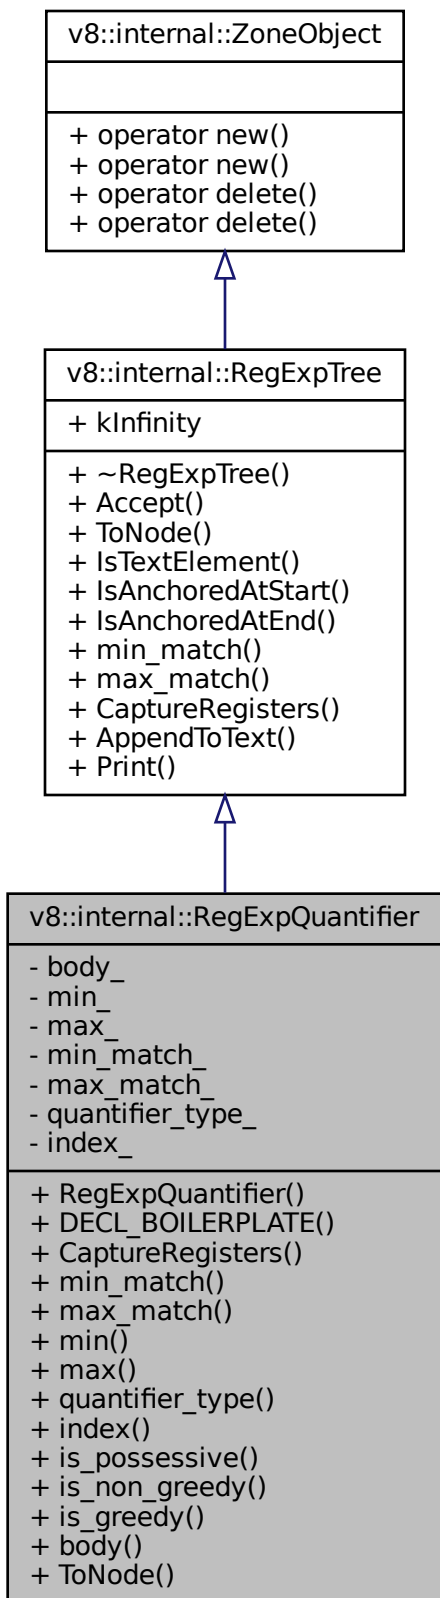 v8::internal::ZoneObject
+ operator new()
+ operator new()
+ operator delete()
+ operator delete()
v8::internal::RegExpTree
+ kInfinity
+ ~RegExpTree()
+ Accept()
+ ToNode()
+ IsTextElement()
+ IsAnchoredAtStart()
+ IsAnchoredAtEnd()
+ min_match()
+ max_match()
+ CaptureRegisters()
+ AppendToText()
+ Print()
v8::internal::RegExpQuantifier
- body_
- min_
- max_
- min_match_
- max_match_
- quantifier_type_
- index_
+ RegExpQuantifier()
+ DECL_BOILERPLATE()
+ CaptureRegisters()
+ min_match()
+ max_match()
+ min()
+ max()
+ quantifier_type()
+ index()
+ is_possessive()
+ is_non_greedy()
+ is_greedy()
+ body()
+ ToNode()